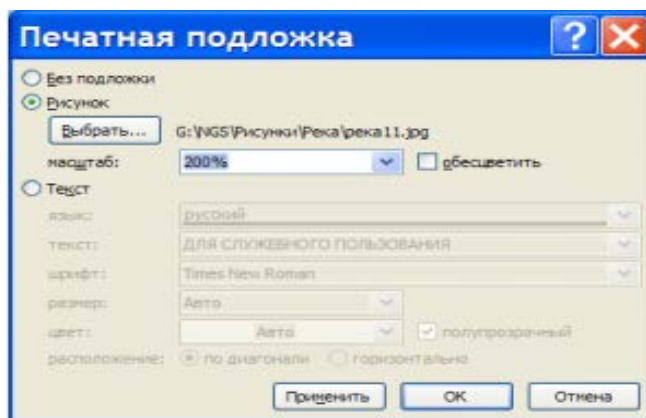 Печатная подложка
Без подложки
Рисунок
Выбрать... G:\NGS\Рисунки\Река\река11.jpg
масштаб: 200% обесцветить
Текст
язык: русский
текст: ДЛЯ СЛУЖЕБНОГО ПОЛЬЗОВАНИЯ
шрифт: Times New Roman
размер: Авто
цвет: Авто полупрозрачный
расположение: по диагонали горизонтально
Применить ОК Отмена